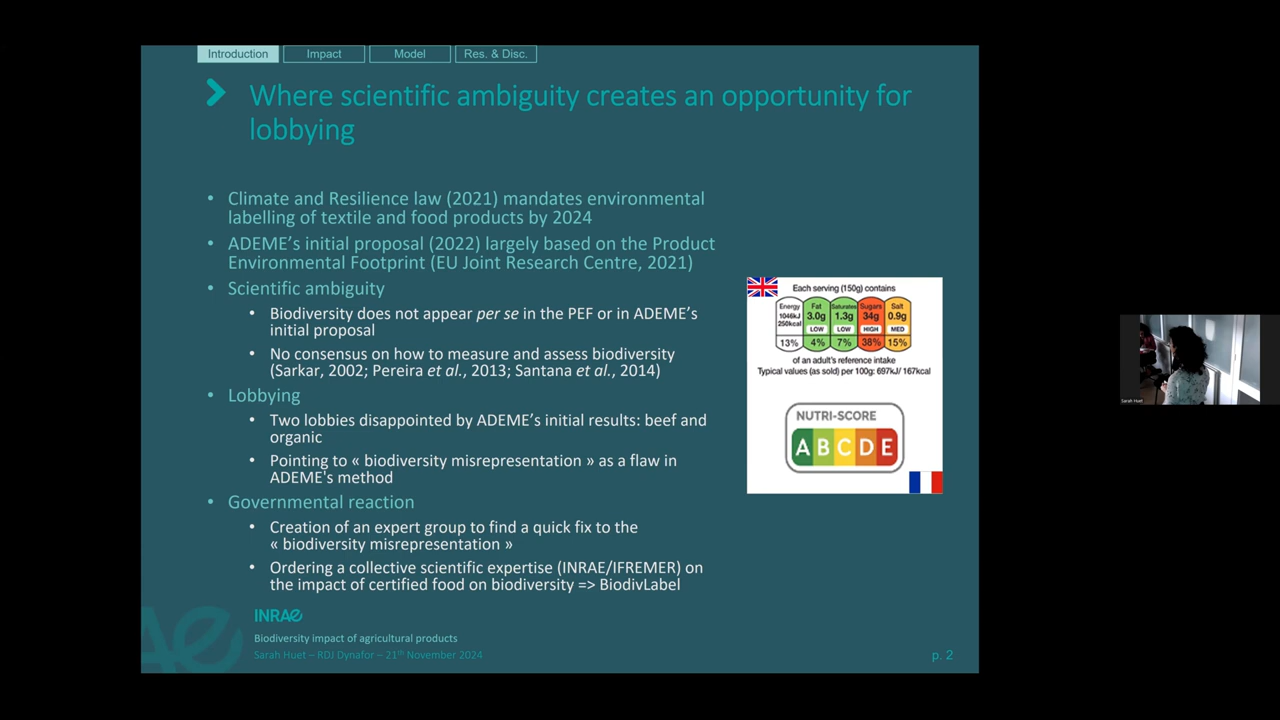 Introduction
Impact
Model
Res. & Disc.
Where scientific ambiguity creates an opportunity for
lobbying
• Climate and Resilience law (2021) mandates environmental
labelling of textile and food products by 2024
• ADEME's initial proposal (2022) largely based on the Product
Environmental Footprint (EU Joint Research Centre, 2021)
• Scientific ambiguity
• Biodiversity does not appear per se in the PEF or in ADEME's
initial proposal
• No consensus on how to measure and assess biodiversity
(Sarkar, 2002; Pereira et al., 2013; Santana et al., 2014)
• Lobbying
• Two lobbies disappointed by ADEME's initial results: beef and
organic
• Pointing to « biodiversity misrepresentation » as a flaw in
ADEME's method
• Governmental reaction
• Creation of an expert group to find a quick fix to the
« biodiversity misrepresentation »
• Ordering a collective scientific expertise (INRAE/IFREMER) on
the impact of certified food on biodiversity => BiodivLabel
Each serving (150g) contains
Energy Fat Saturates Sugars Salt
1046kJ 3.0g 1.3g 34g 0.9g
250kcal
LOW LOW HIGH MED
13% 4% 7% 38% 15%
of an adult's reference intake
Typical values (as sold) per 100g: 697kJ/ 167kcal
NUTRI-SCORE
A B C D E
INRAE
Biodiversity impact of agricultural products
Sarah Huet – RDJ Dynafor – 21th November 2024
p. 2
Sarah Huet